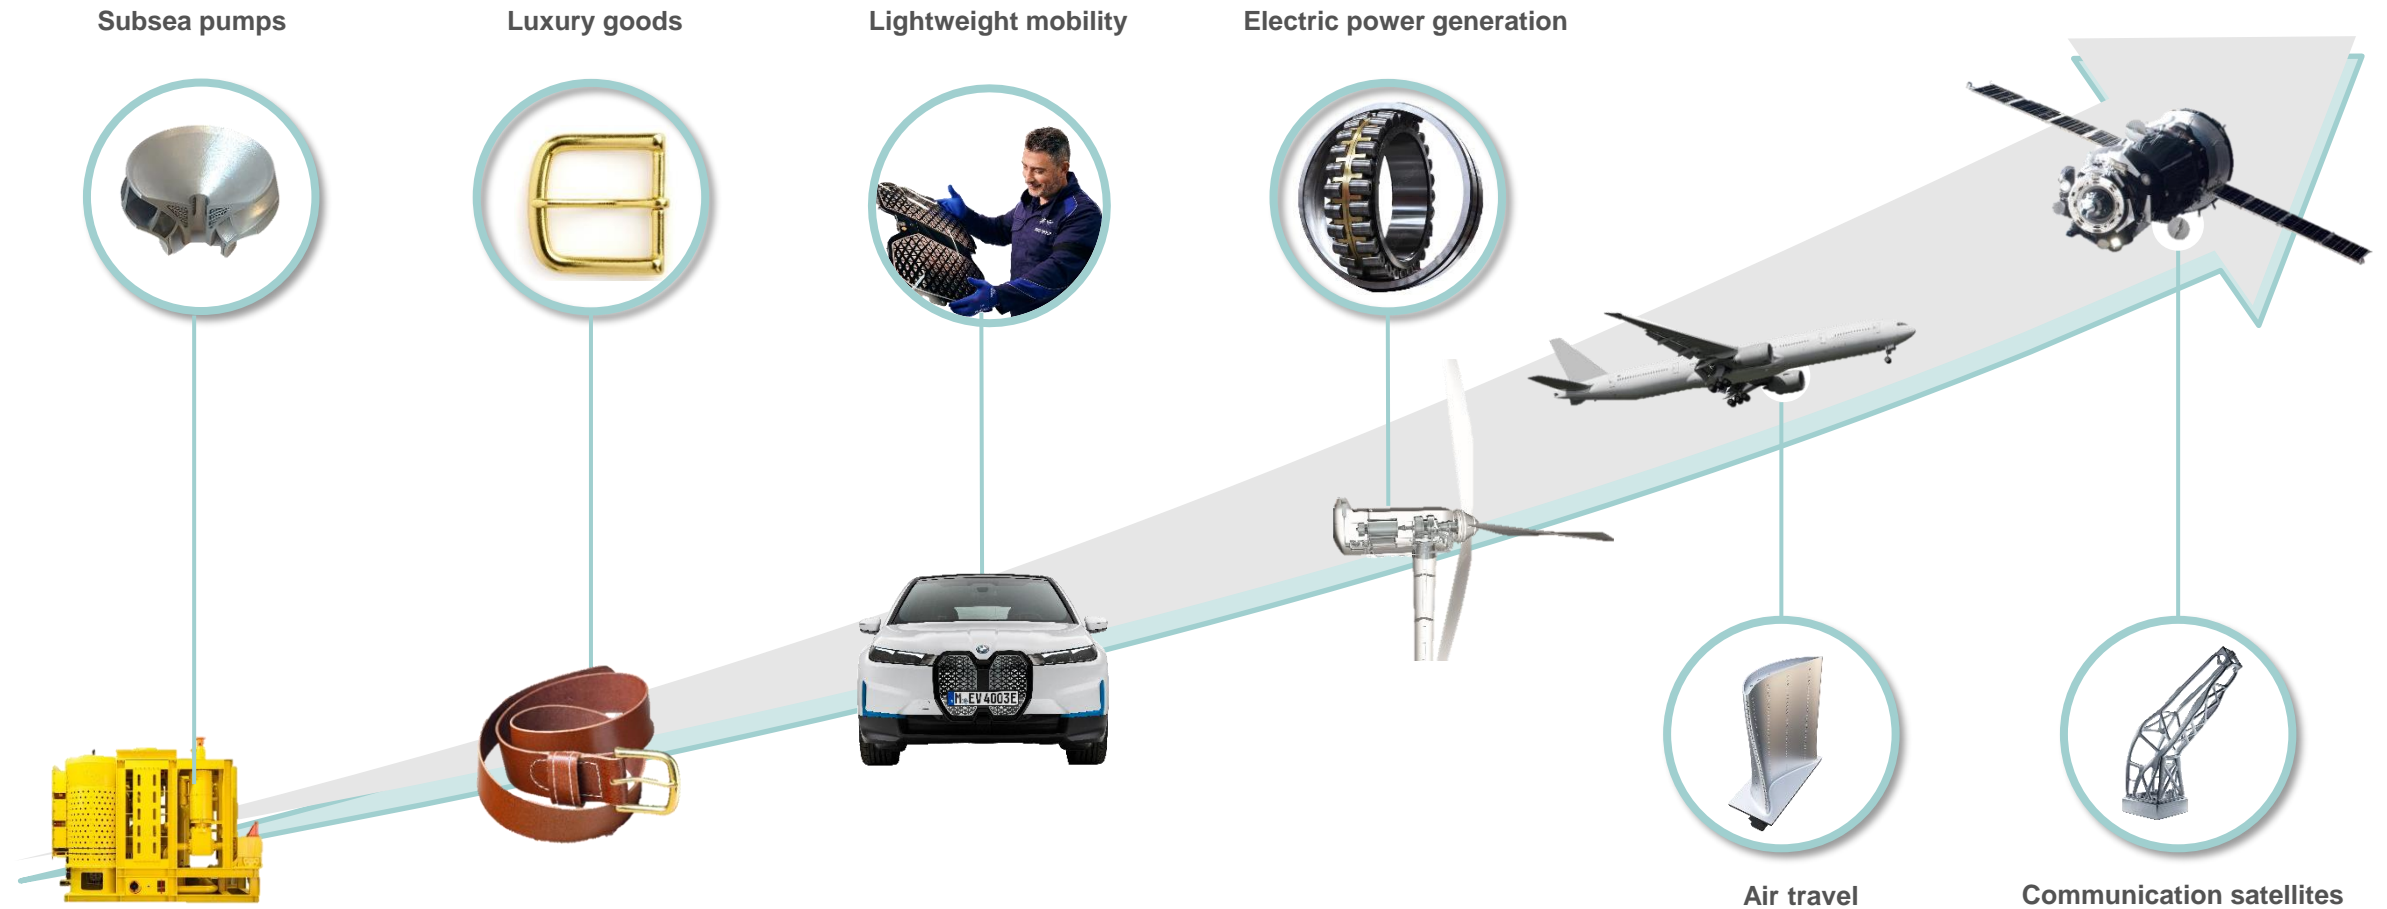 Subsea pumps
Luxury goods
Lightweight mobility
Electric power generation
M EV 4003E
Air travel
Communication satellites